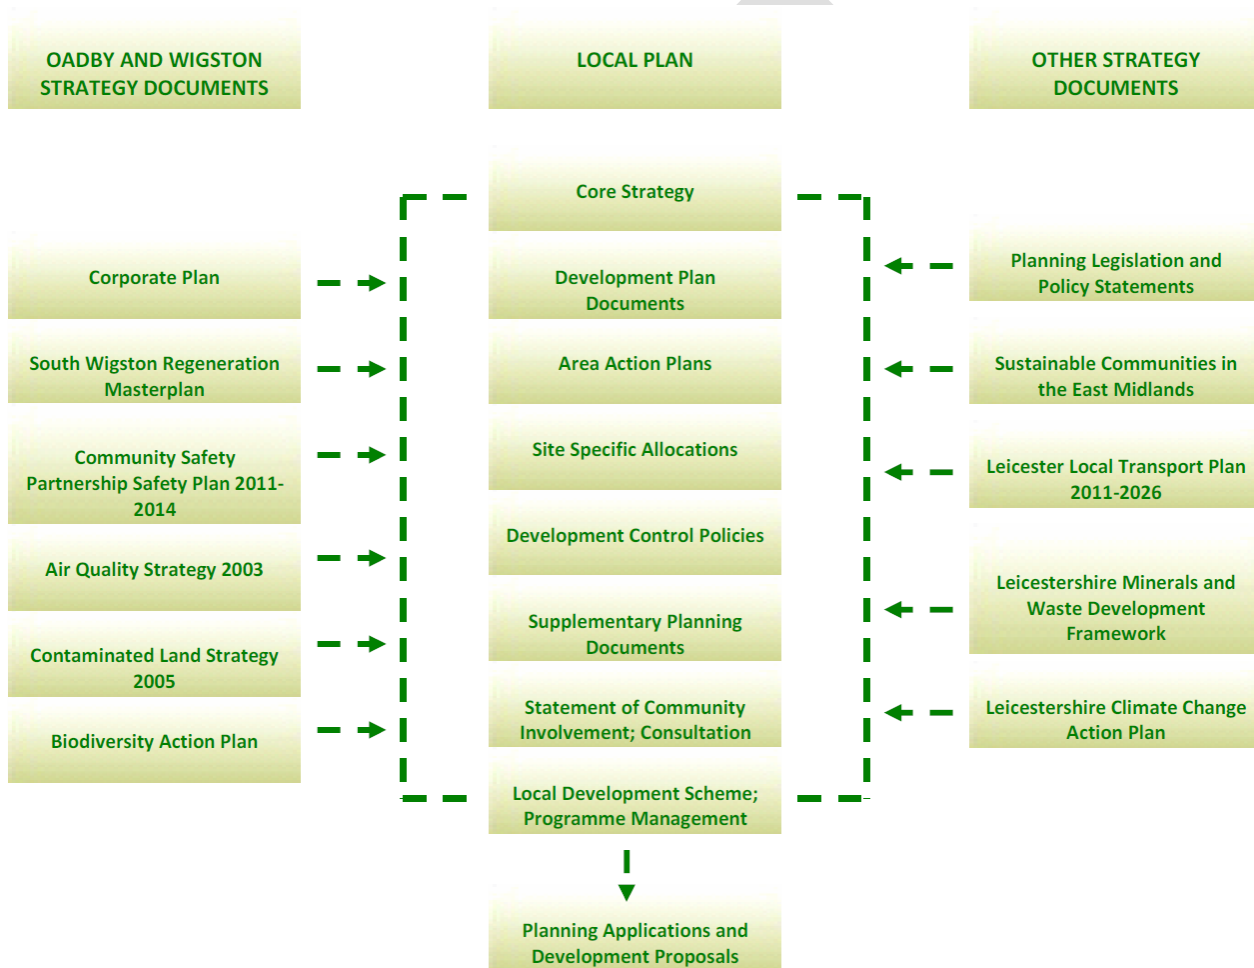 OADBY AND WIGSTON
STRATEGY DOCUMENTS
LOCAL PLAN
OTHER STRATEGY
DOCUMENTS
Corporate Plan
South Wigston Regeneration
Masterplan
Community Safety
Partnership Safety Plan 2011-
2014
Air Quality Strategy 2003
Contaminated Land Strategy
2005
Biodiversity Action Plan
Core Strategy
Development Plan
Documents
Area Action Plans
Site Specific Allocations
Development Control Policies
Supplementary Planning
Documents
Statement of Community
Involvement; Consultation
Local Development Scheme;
Programme Management
Planning Applications and
Development Proposals
Planning Legislation and
Policy Statements
Sustainable Communities in
the East Midlands
Leicester Local Transport Plan
2011-2026
Leicestershire Minerals and
Waste Development
Framework
Leicestershire Climate Change
Action Plan